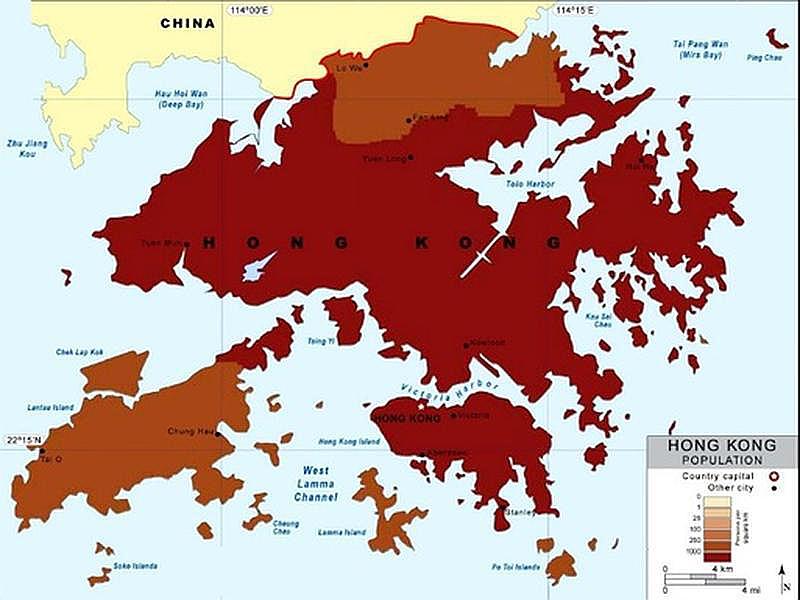 CHINA
114°00'E
114°15'E
Tai Pang Wan
(Mirs Bay)
Ping Chau
Lo Wu
Hau Hoi Wan
(Deep Bay)
Fan Ling
Zhu Jiang
Kou
Yuen Long
Hoi Ha
Tolo Harbor
Tuen Mun
HONG KONG
Kau Sai
Chau
Tsing Yi
Kowloon
Chek Lap Kok
Victoria Harbor
Lantau Island
HONG KONG
Victoria
Chung Hau
22°15'N
Tai O
Hong Kong Island
Aberdeen
West
Lamma
Channel
Stanley
Cheung
Chau
Lamma Island
Soko Islands
Po Toi Islands
HONG KONG
POPULATION
Country capital
Other city
0
1
25
100
250
1000
Persons per
square km
0 4 km
0 4 mi
N